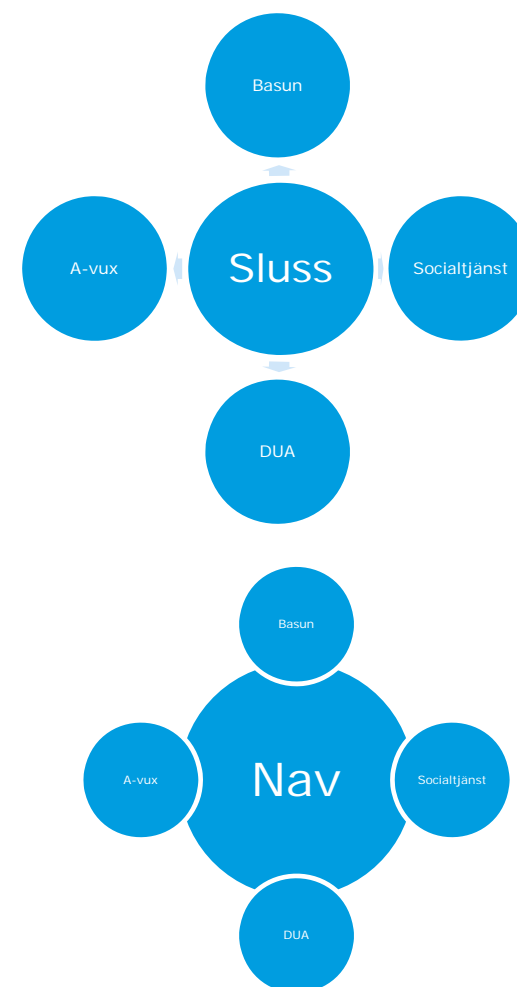 Basun
A-vux
Sluss
Socialtjänst
DUA
Basun
A-vux
Nav
Socialtjänst
DUA